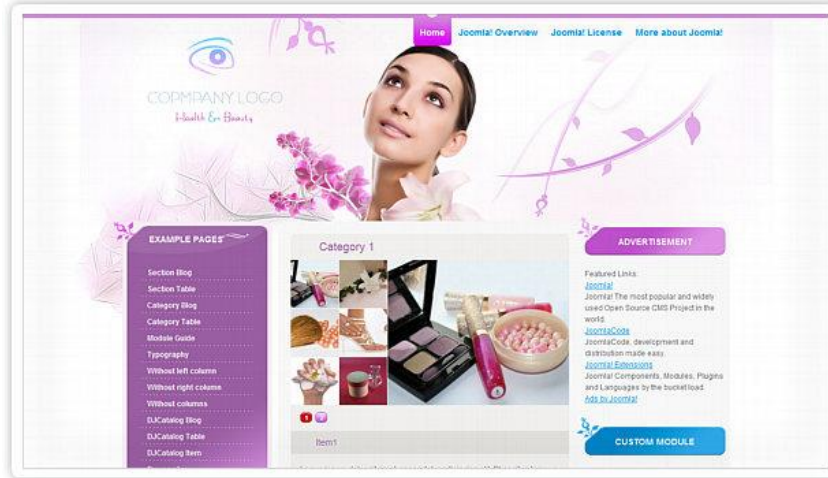 Home
Joomla! Overview
Joomla! License
More about Joomla!
COPMPANY LOGO
Health & Beauty
EXAMPLE PAGES
Section Blog
Section Table
Category Blog
Category Table
Module Guide
Typography
Without left column
Without right column
Without columns
DJCatalog Blog
DJCatalog Table
DJCatalog Item
Category 1
1
2
Item1
ADVERTISEMENT
Featured Links:
Joomla!
Joomla! The most popular and widely
used Open Source CMS Project in the
world.
JoomlaCode
JoomlaCode, development and
distribution made easy.
Joomla! Extensions
Joomla! Components, Modules, Plugins
and Languages by the bucket load.
Ads by Joomla!
CUSTOM MODULE